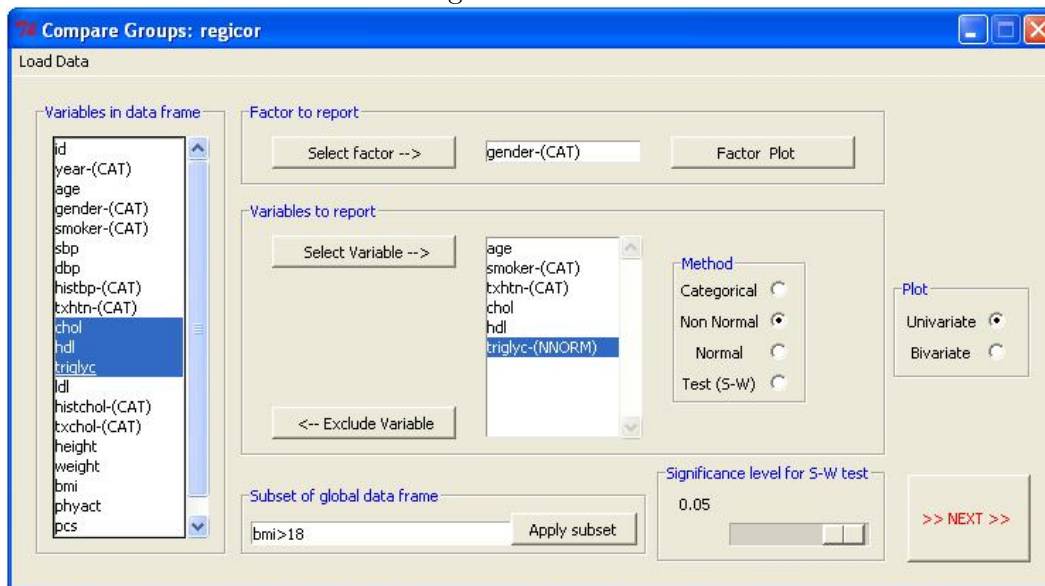 Compare Groups: regicor
Load Data
Variables in data frame
id
year-(CAT)
age
gender-(CAT)
smoker-(CAT)
sbp
dbp
histbp-(CAT)
txhtn-(CAT)
chol
hdl
triglyc
ldl
histchol-(CAT)
txchol-(CAT)
height
weight
bmi
phyact
pcs
Factor to report
Select factor -->
gender-(CAT)
Factor Plot
Variables to report
Select Variable -->
<-- Exclude Variable
age
smoker-(CAT)
txhtn-(CAT)
chol
hdl
triglyc-(NNORM)
Method
Categorical
Non Normal
Normal
Test (S-W)
Plot
Univariate
Bivariate
Subset of global data frame
bmi>18
Apply subset
Significance level for S-W test
0.05
>> NEXT >>